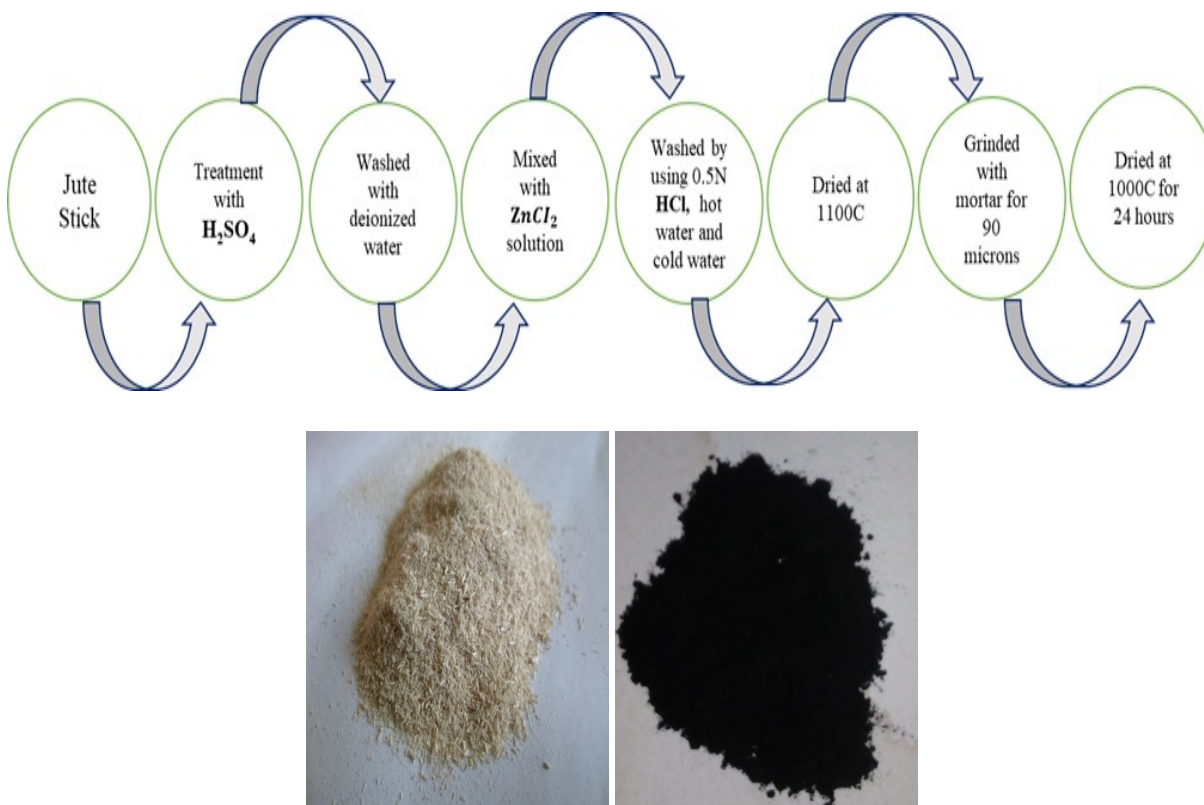 Jute
Stick
Treatment
with
H₂SO₄
Washed
with
deionized
water
Mixed
with
ZnCl₂
solution
Washed by
using 0.5N
HCl, hot
water and
cold water
Dried at
1100C
Grinded
with
mortar for
90
microns
Dried at
1000C for
24 hours